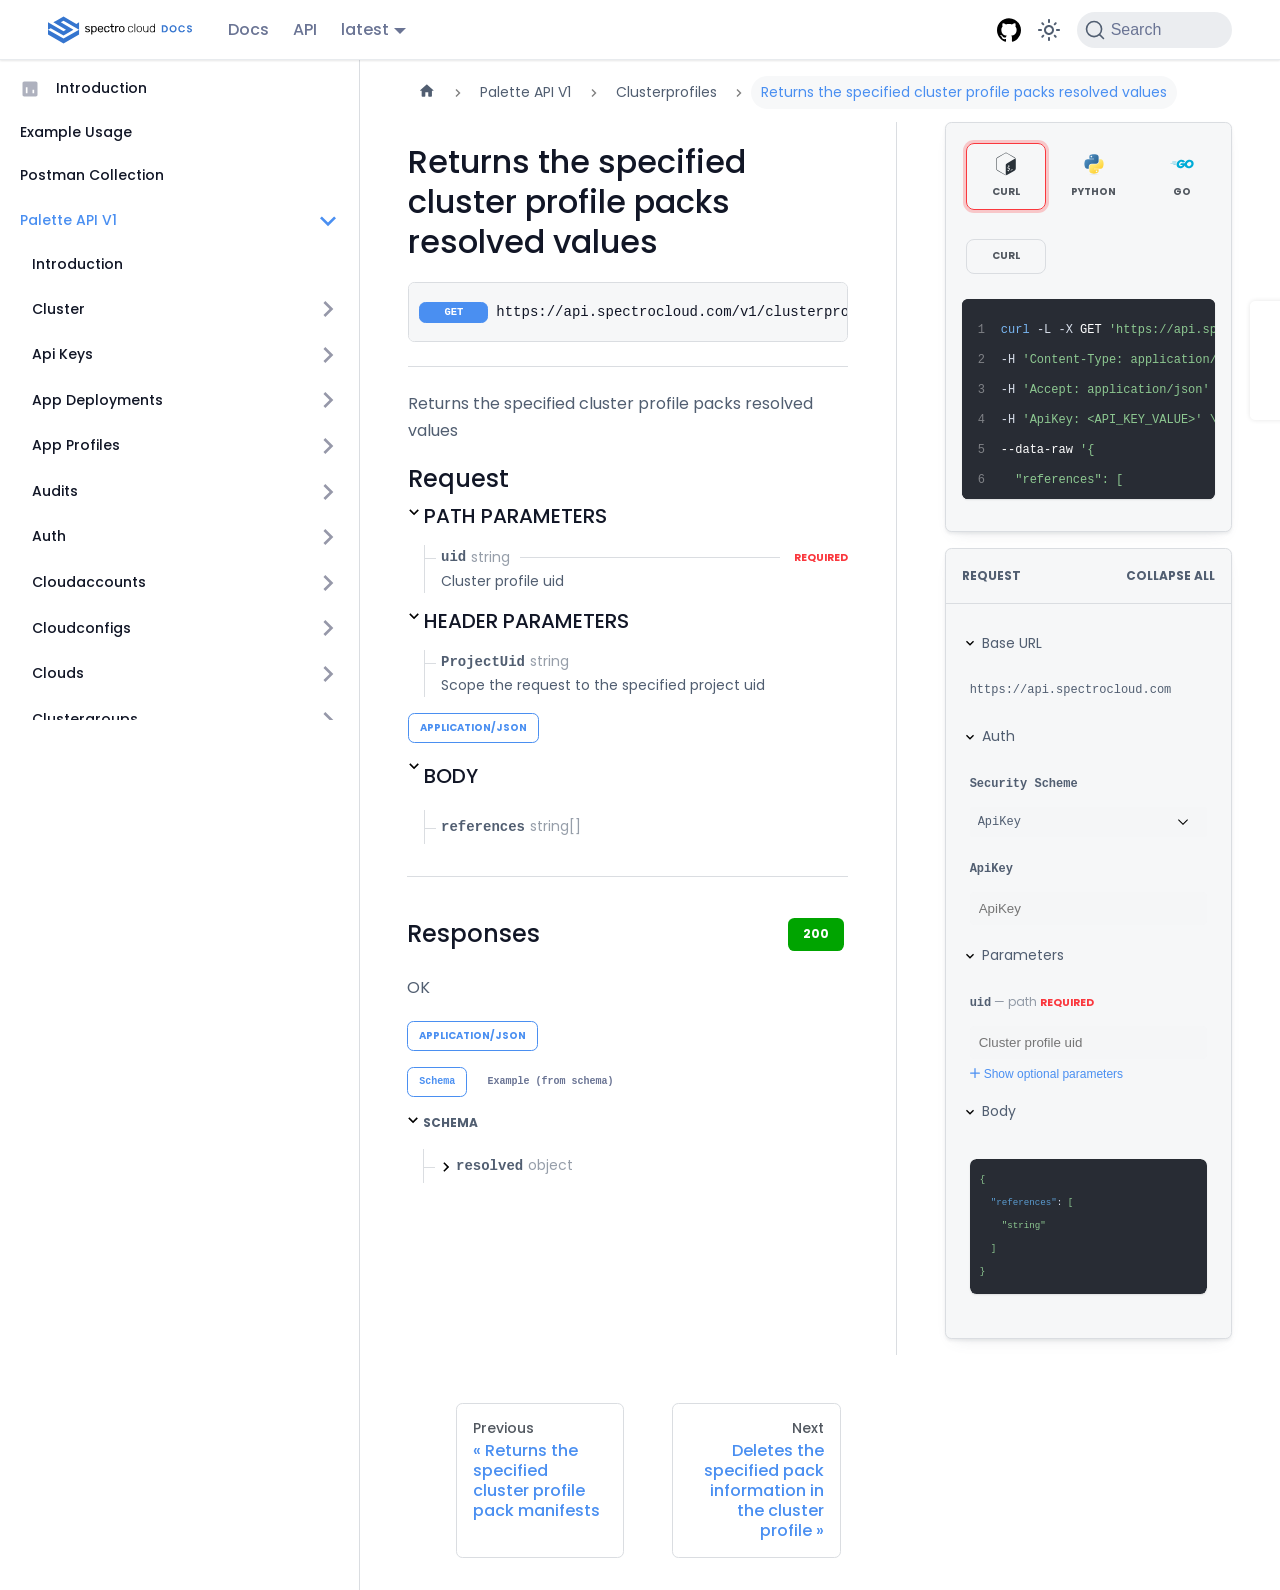 spectro cloud DOCS
Docs
API
latest
Search
Introduction
Example Usage
Postman Collection
Palette API V1
Introduction
Cluster
Api Keys
App Deployments
App Profiles
Audits
Auth
Cloudaccounts
Cloudconfigs
Clouds
Clustergroups
Palette API V1
Clusterprofiles
Returns the specified cluster profile packs resolved values
Returns the specified
cluster profile packs
resolved values
GET https://api.spectrocloud.com/v1/clusterpro
Returns the specified cluster profile packs resolved
values
Request
PATH PARAMETERS
uid string REQUIRED
Cluster profile uid
HEADER PARAMETERS
ProjectUid string
Scope the request to the specified project uid
APPLICATION/JSON
BODY
references string[]
Responses
200
OK
APPLICATION/JSON
Schema Example (from schema)
SCHEMA
resolved object
CURL PYTHON GO
CURL
1 curl -L -X GET 'https://api.sp
2 -H 'Content-Type: application/
3 -H 'Accept: application/json'
4 -H 'ApiKey: <API_KEY_VALUE>' \
5 --data-raw '{
6 "references": [
REQUEST COLLAPSE ALL
Base URL
https://api.spectrocloud.com
Auth
Security Scheme
ApiKey
ApiKey
ApiKey
Parameters
uid — path REQUIRED
Cluster profile uid
Show optional parameters
Body
{
"references": [
"string"
]
}
Previous
« Returns the
specified
cluster profile
pack manifests
Next
Deletes the
specified pack
information in
the cluster
profile »